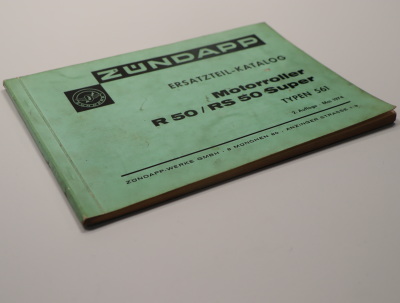 ZÜNDAPP
ERSATZTEIL-KATALOG
Motorroller
R 50 / RS 50 Super
TYPEN 561
ZÜNDAPP-WERKE GMBH · 8 MÜNCHEN 80 · ANZINGER STRASSE 1-3